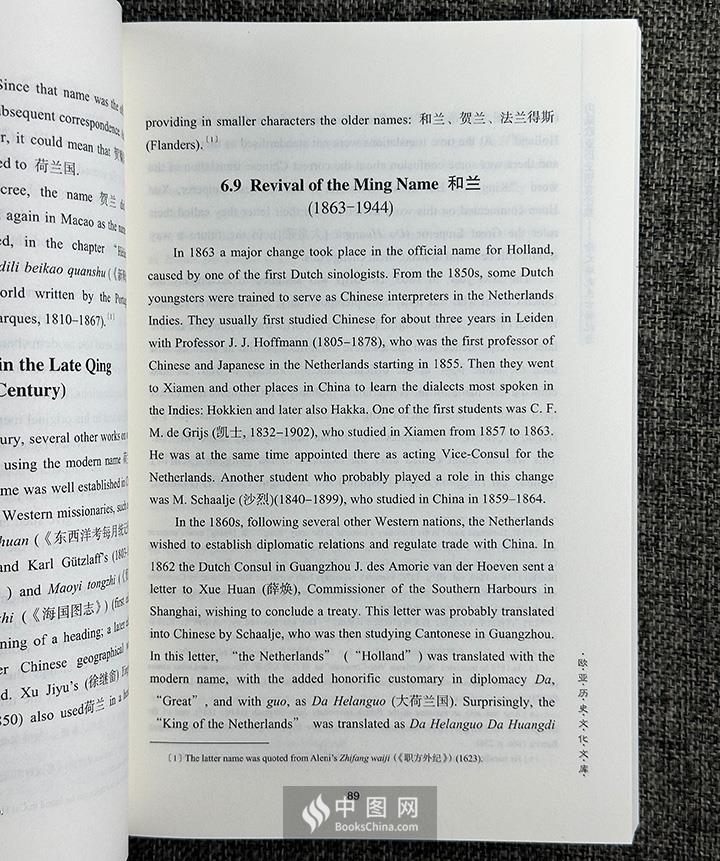 Since that name was the
subsequent correspondence
it could mean that
ed to 荷兰国.
cree, the name 贺兰
again in Macao as the
ed, in the chapter
dili beikao quanshu
orld written by the
arques, 1810–1867).[1]
in the Late Qing
Century)
ury, several other works on
using the modern name
me was well established in
Western missionaries, such
huan (《东西洋考每月统记
and Karl Gützlaff's (1803-
) and Maoyi tongzhi
zhi (《海国图志》) (first
ning of a heading; a later
er Chinese geographical
d. Xu Jiyu's (徐继畲)
850) also used荷兰 in a
providing in smaller characters the older names: 和兰、贺兰、法兰得斯
(Flanders).[1]
6.9 Revival of the Ming Name 和兰
(1863–1944)
In 1863 a major change took place in the official name for Holland,
caused by one of the first Dutch sinologists. From the 1850s, some Dutch
youngsters were trained to serve as Chinese interpreters in the Netherlands
Indies. They usually first studied Chinese for about three years in Leiden
with Professor J. J. Hoffmann (1805–1878), who was the first professor of
Chinese and Japanese in the Netherlands starting in 1855. Then they went
to Xiamen and other places in China to learn the dialects most spoken in
the Indies: Hokkien and later also Hakka. One of the first students was C. F.
M. de Grijs (凯士, 1832–1902), who studied in Xiamen from 1857 to 1863.
He was at the same time appointed there as acting Vice-Consul for the
Netherlands. Another student who probably played a role in this change
was M. Schaalje (沙烈)(1840–1899), who studied in China in 1859–1864.
In the 1860s, following several other Western nations, the Netherlands
wished to establish diplomatic relations and regulate trade with China. In
1862 the Dutch Consul in Guangzhou J. des Amorie van der Hoeven sent a
letter to Xue Huan (薛焕), Commissioner of the Southern Harbours in
Shanghai, wishing to conclude a treaty. This letter was probably translated
into Chinese by Schaalje, who was then studying Cantonese in Guangzhou.
In this letter, “the Netherlands” (“Holland”) was translated with the
modern name, with the added honorific customary in diplomacy Da,
“Great”, and with guo, as Da Helanguo (大荷兰国). Surprisingly, the
“King of the Netherlands” was translated as Da Helanguo Da Huangdi
[1] The latter name was quoted from Aleni's Zhifang waiji (《职方外纪》) (1623).
89
·欧·亚·历·史·文·化·文·库·
中图网
BooksChina.com